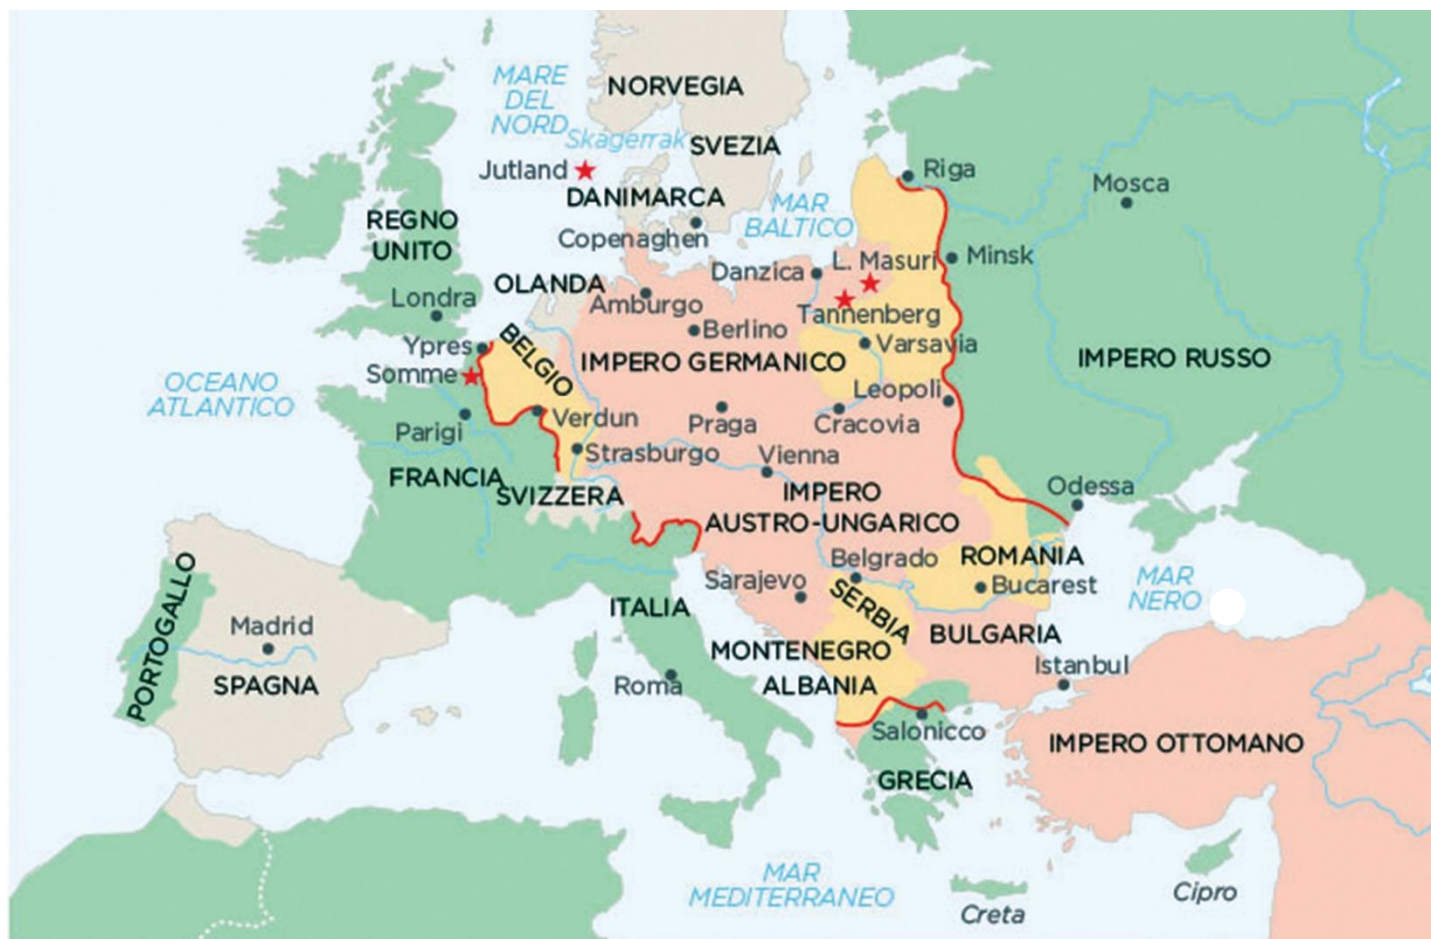 MARE
DEL
NORD
NORVEGIA
Skagerrak
SVEZIA
Jutland
DANIMARCA
Riga
Mosca
REGNO
UNITO
MAR
BALTICO
Copenaghen
Danzica
L. Masuri
Minsk
OLANDA
Londra
Amburgo
Tannenberg
Berlino
Ypres
BELGIO
Varsavia
IMPERO GERMANICO
IMPERO RUSSO
Somme
OCEANO
ATLANTICO
Leopoli
Verdun
Praga
Cracovia
Parigi
Strasburgo
Vienna
FRANCIA
SVIZZERA
IMPERO
AUSTRO-UNGARICO
Odessa
Belgrado
ROMANIA
Sarajevo
Bucarest
MAR
NERO
PORTOGALLO
ITALIA
SERBIA
Madrid
BULGARIA
MONTENEGRO
Istanbul
SPAGNA
Roma
ALBANIA
Salonicco
IMPERO OTTOMANO
GRECIA
MAR
MEDITERRANEO
Creta
Cipro